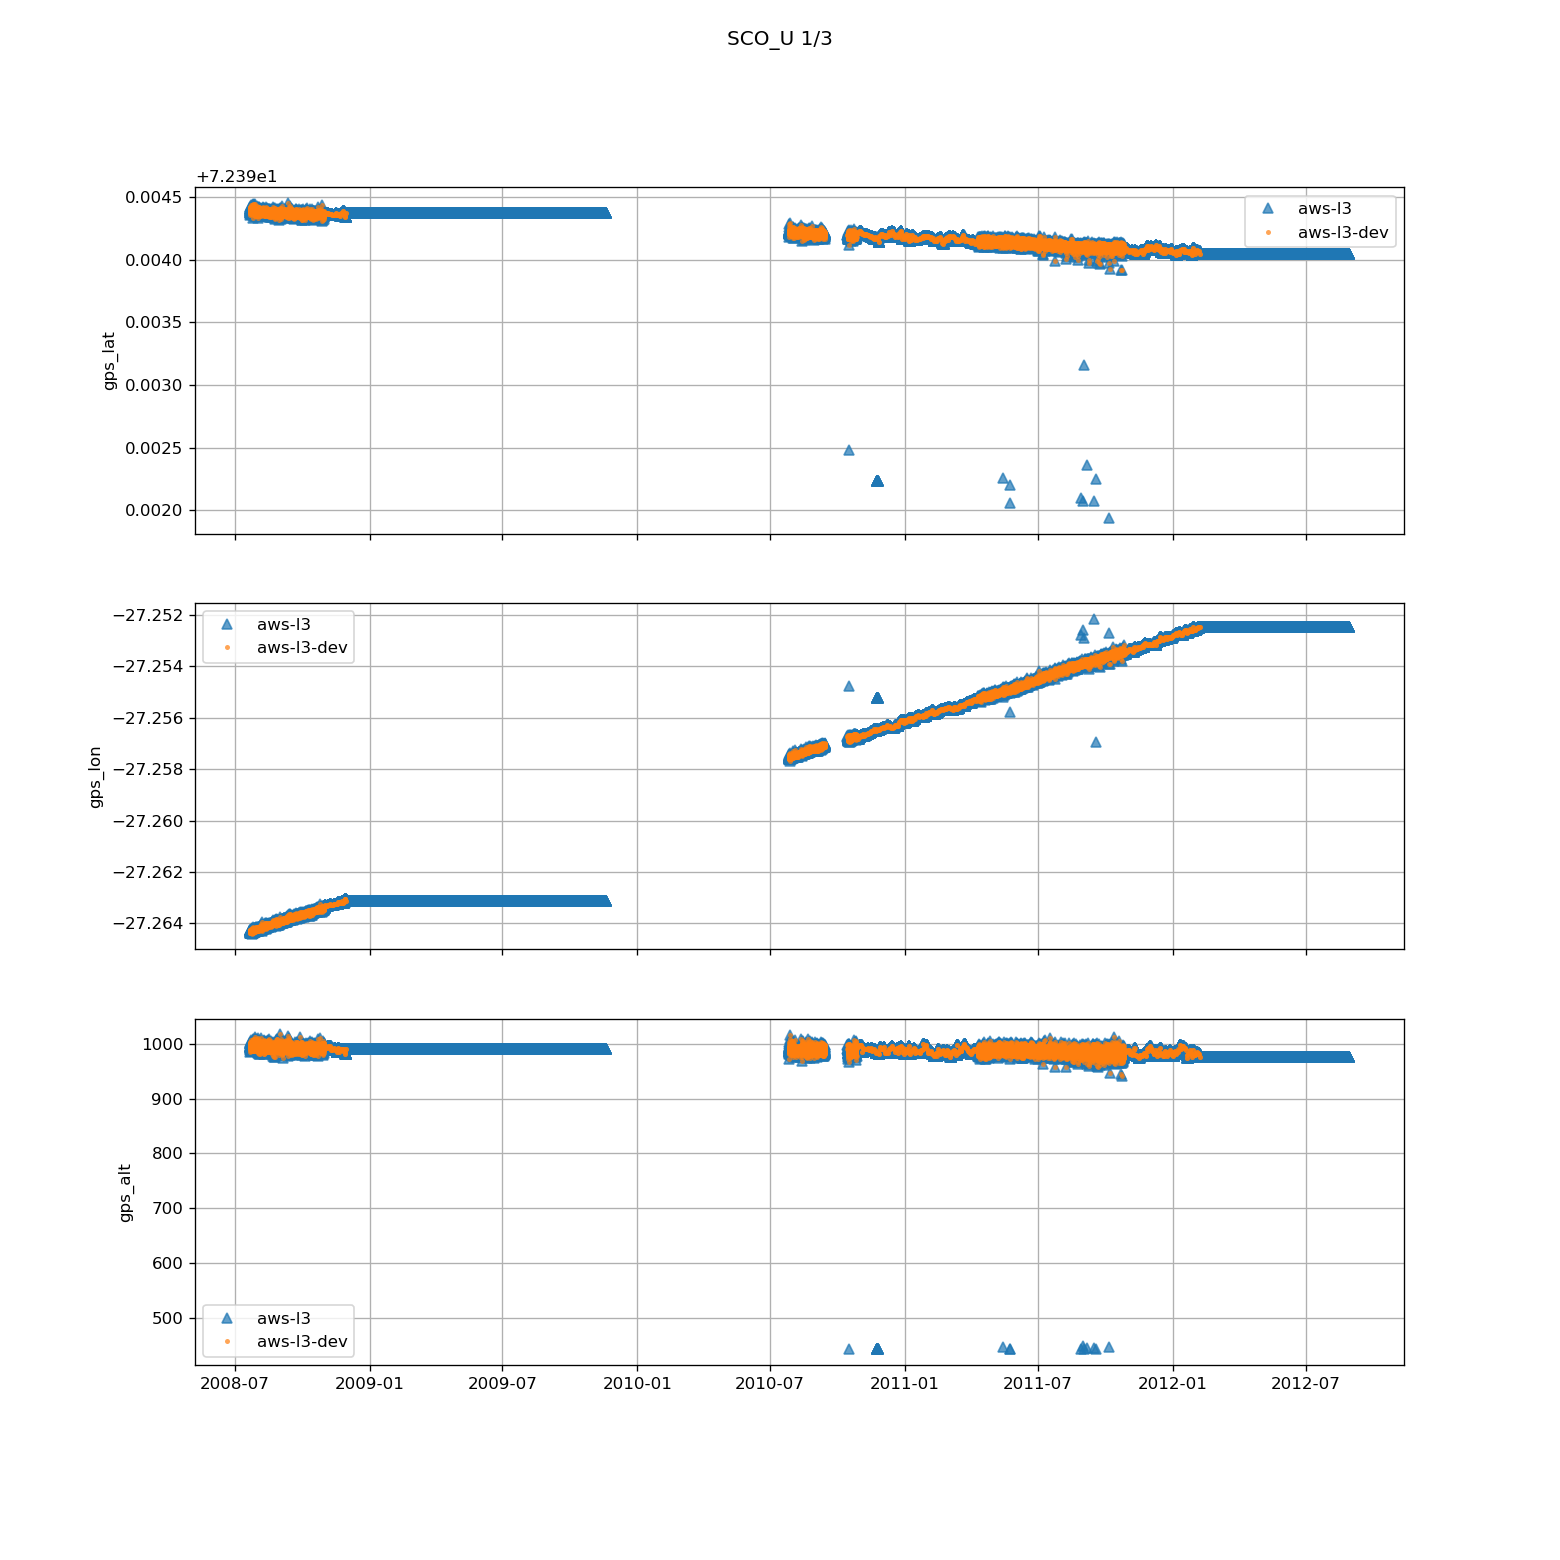 SCO_U 1/3
+7.239e1
0.0045
0.0040
0.0035
0.0030
0.0025
0.0020
gps_lat
aws-l3
aws-l3-dev
−27.252
−27.254
−27.256
−27.258
−27.260
−27.262
−27.264
gps_lon
aws-l3
aws-l3-dev
1000
900
800
700
600
500
gps_alt
aws-l3
aws-l3-dev
2008-07 2009-01 2009-07 2010-01 2010-07 2011-01 2011-07 2012-01 2012-07